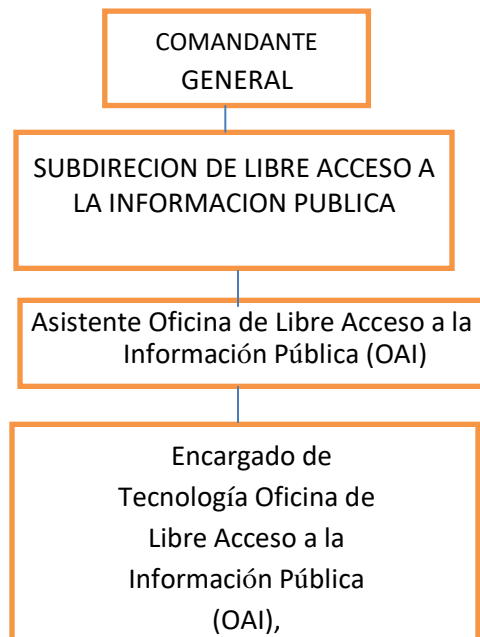 COMANDANTE
GENERAL
SUBDIRECION DE LIBRE ACCESO A
LA INFORMACION PUBLICA
Asistente Oficina de Libre Acceso a la
Información Pública (OAI)
Encargado de
Tecnología Oficina de
Libre Acceso a la
Información Pública
(OAI),